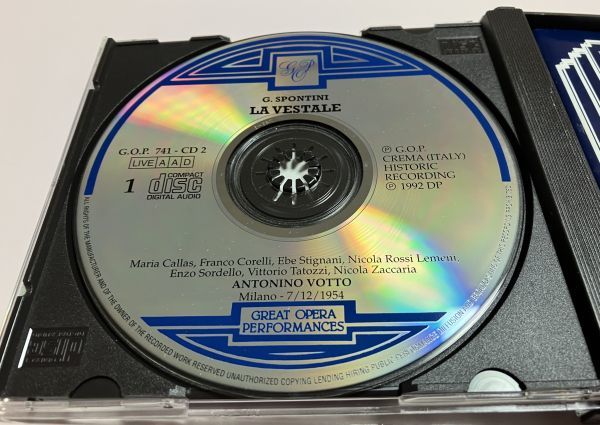 GP
G. SPONTINI
LA VESTALE
G.O.P. 741 - CD 2
LIVE A A D
1
COMPACT
disc
DIGITAL AUDIO
℗ G.O.P.
CREMA (ITALY)
HISTORIC
RECORDING
℗ 1992 DP
Maria Callas, Franco Corelli, Ebe Stignani, Nicola Rossi Lement,
Enzo Sordello, Vittorio Tatozzi, Nicola Zaccaria
ANTONINO VOTTO
Milano - 7/12/1954
GREAT OPERA
PERFORMANCES
ALL RIGHTS OF THE MANUFACTURER AND OF THE OWNER OF THE RECORDED WORK RESERVED UNAUTHORIZED COPYING LENDING HIRING PUBLIC